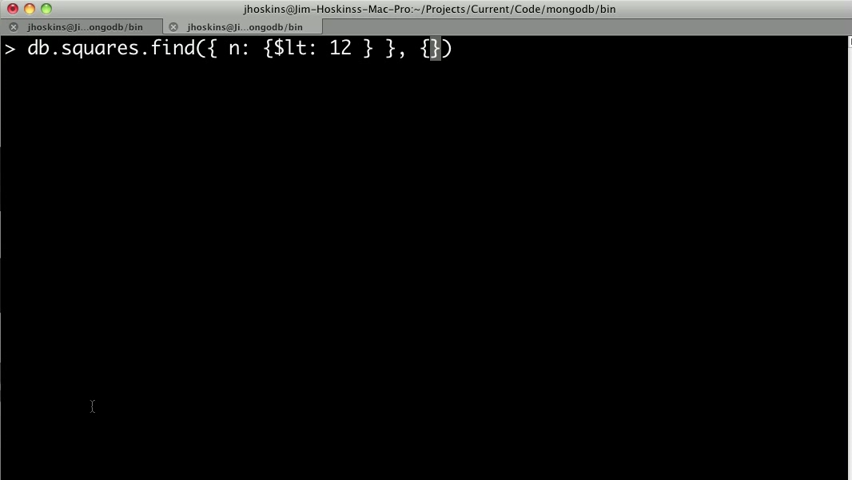 jhoskins@Jim-Hoskinss-Mac-Pro:~/Projects/Current/Code/mongodb/bin
jhoskins@Ji...ongodb/bin
jhoskins@Ji...ongodb/bin
> db.squares.find({ n: {$lt: 12 } }, {})